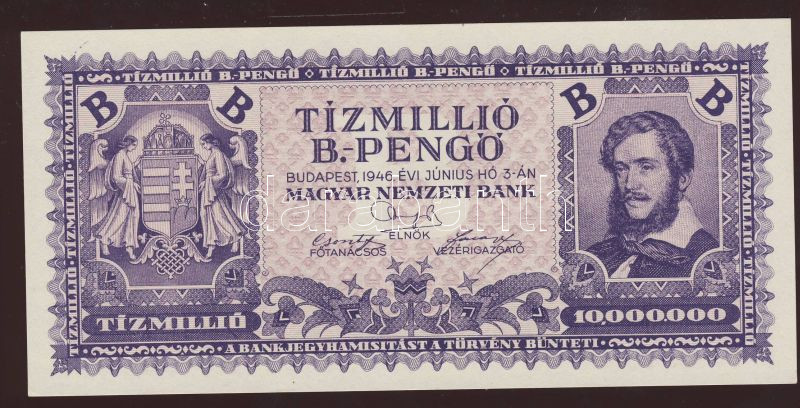 TÍZMILLIÓ B.-PENGŐ ◇ TÍZMILLIÓ B.-PENGŐ ◇ TÍZMILLIÓ B.-PENGŐ
B B B B
TÍZMILLIÓ
B.-PENGŐ
BUDAPEST, 1946. ÉVI JÚNIUS HÓ 3-ÁN
MAGYAR NEMZETI BANK
ELNÖK
FŐTANÁCSOS VEZÉRIGAZGATÓ
TÍZMILLIÓ 10,000.000
A BANKJEGYHAMISITÁST A TÖRVÉNY BÜNTETI